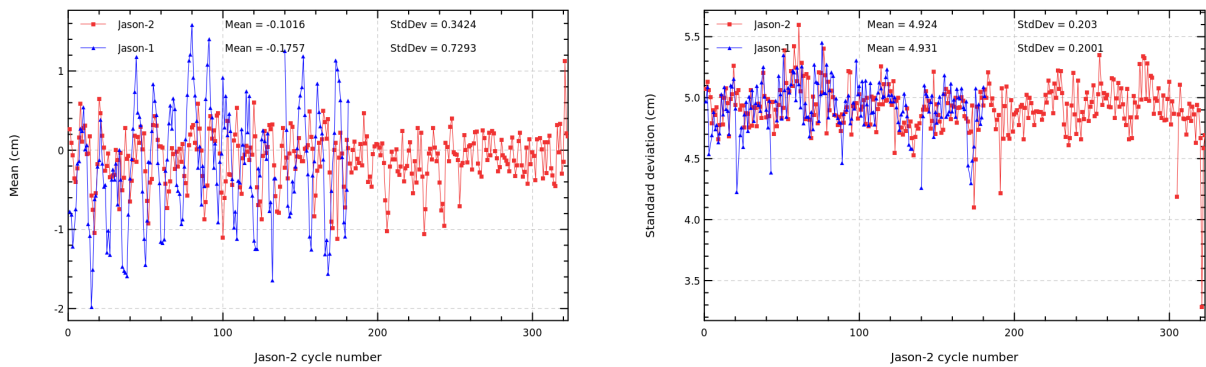 Jason-2 Mean = -0.1016 StdDev = 0.3424
Jason-1 Mean = -0.1757 StdDev = 0.7293
1
0
-1
-2
Mean (cm)
0 100 200 300
Jason-2 cycle number
Jason-2 Mean = 4.924 StdDev = 0.203
Jason-1 Mean = 4.931 StdDev = 0.2001
5.5
5.0
4.5
4.0
3.5
Standard deviation (cm)
0 100 200 300
Jason-2 cycle number